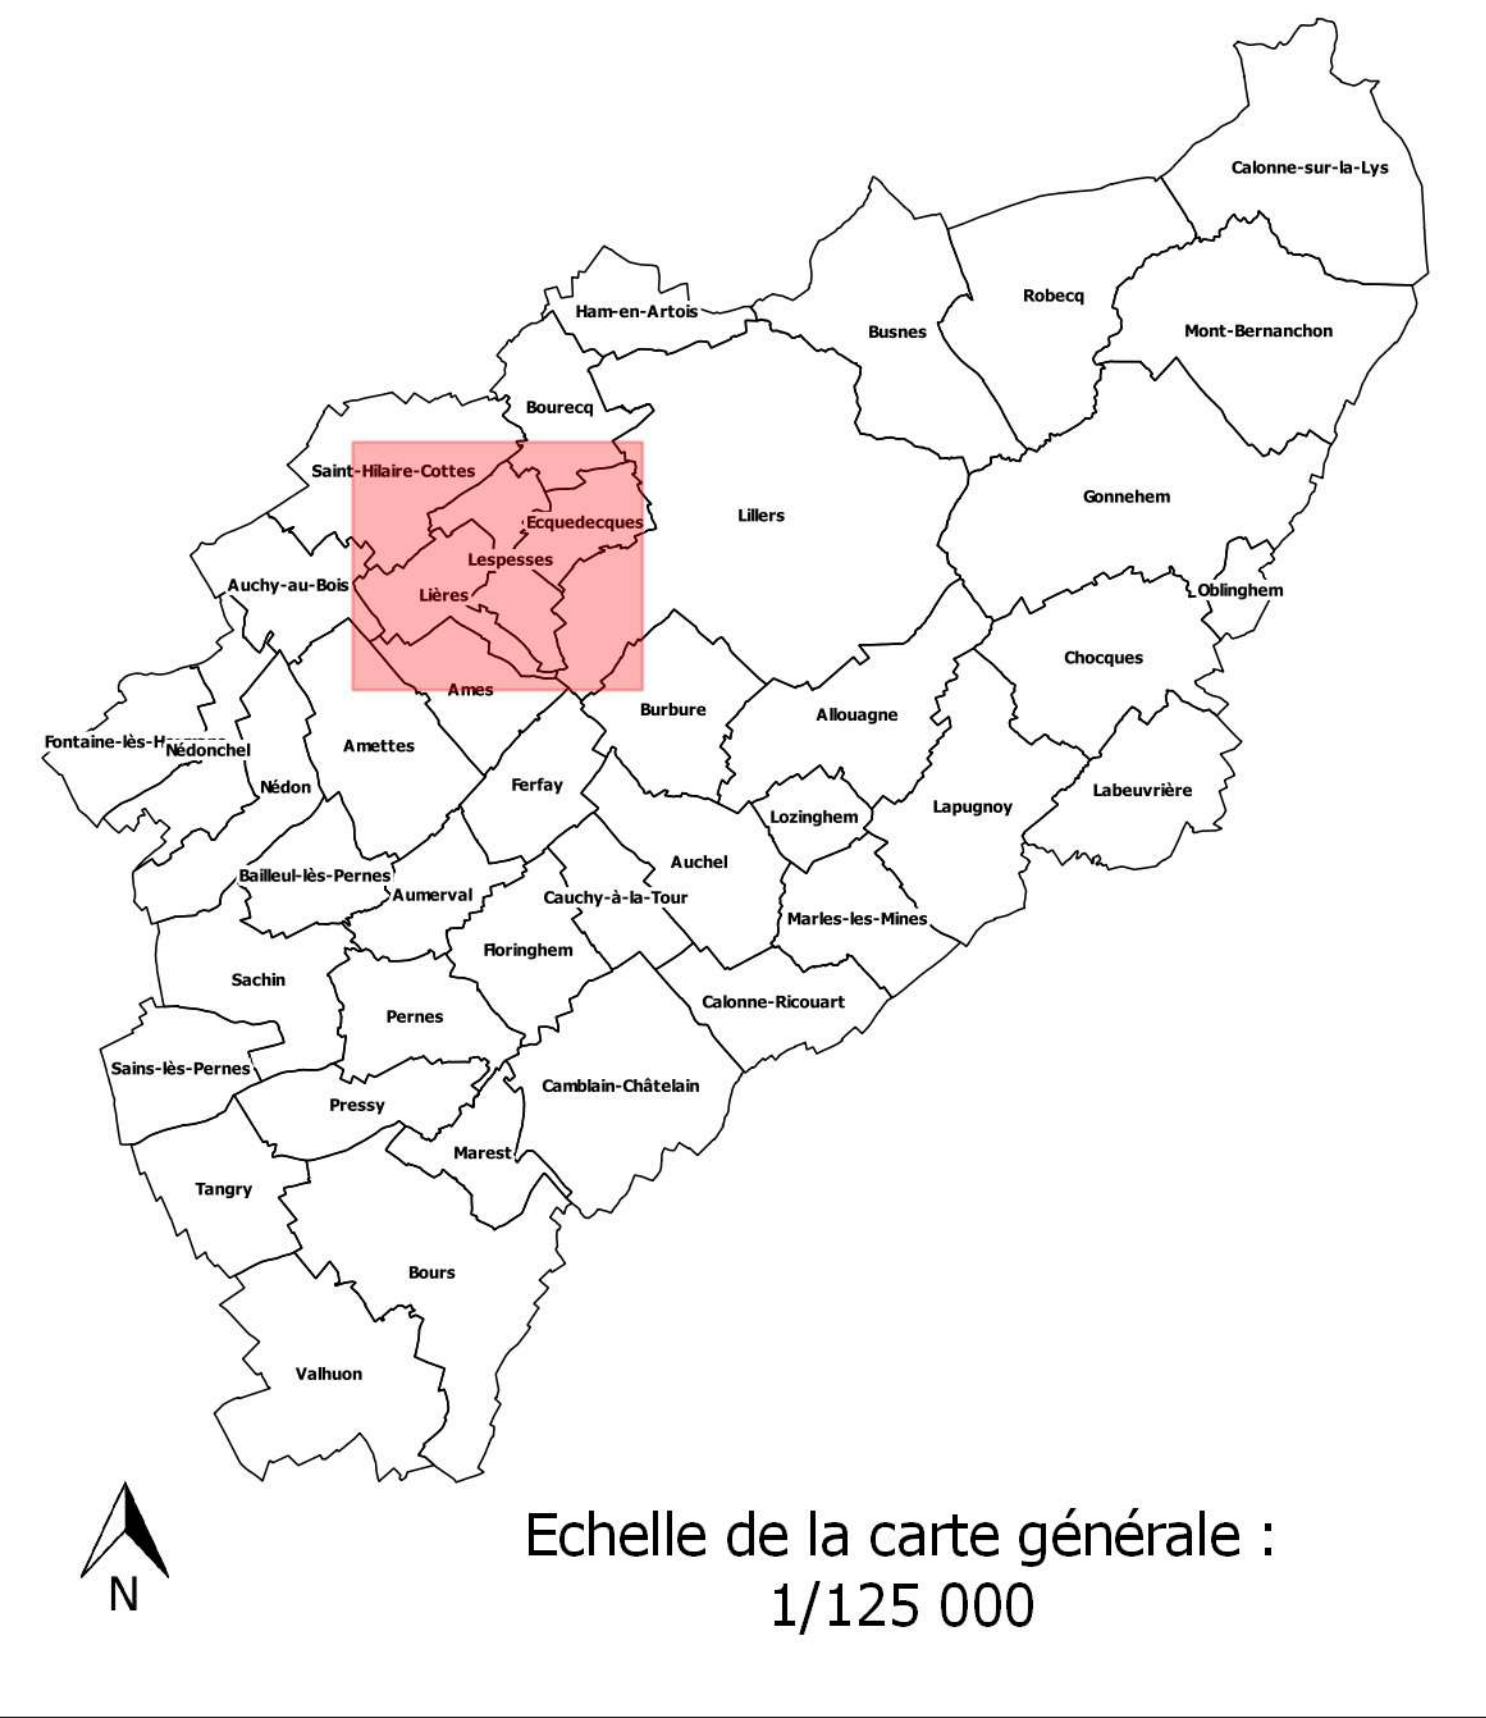 Calonne-sur-la-Lys
Robecq
Ham-en-Artois
Busnes
Mont-Bernanchon
Bourecq
Saint-Hilaire-Cottes
Gonnehem
Lillers
Ecquedecques
Lespesses
Auchy-au-Bois
Lières
Oblinghem
Chocques
Ames
Burbure
Allouagne
Fontaine-lès-H
Nédonchel
Amettes
Nédon
Ferfay
Labeuvrière
Lapugnoy
Lozinghem
Auchel
Bailleul-lès-Pernes
Aumerval
Cauchy-à-la-Tour
Marles-les-Mines
Floringhem
Sachin
Calonne-Ricouart
Pernes
Sains-lès-Pernes
Camblain-Châtelain
Pressy
Marest
Tangry
Bours
Valhuon
N
Echelle de la carte générale :
1/125 000